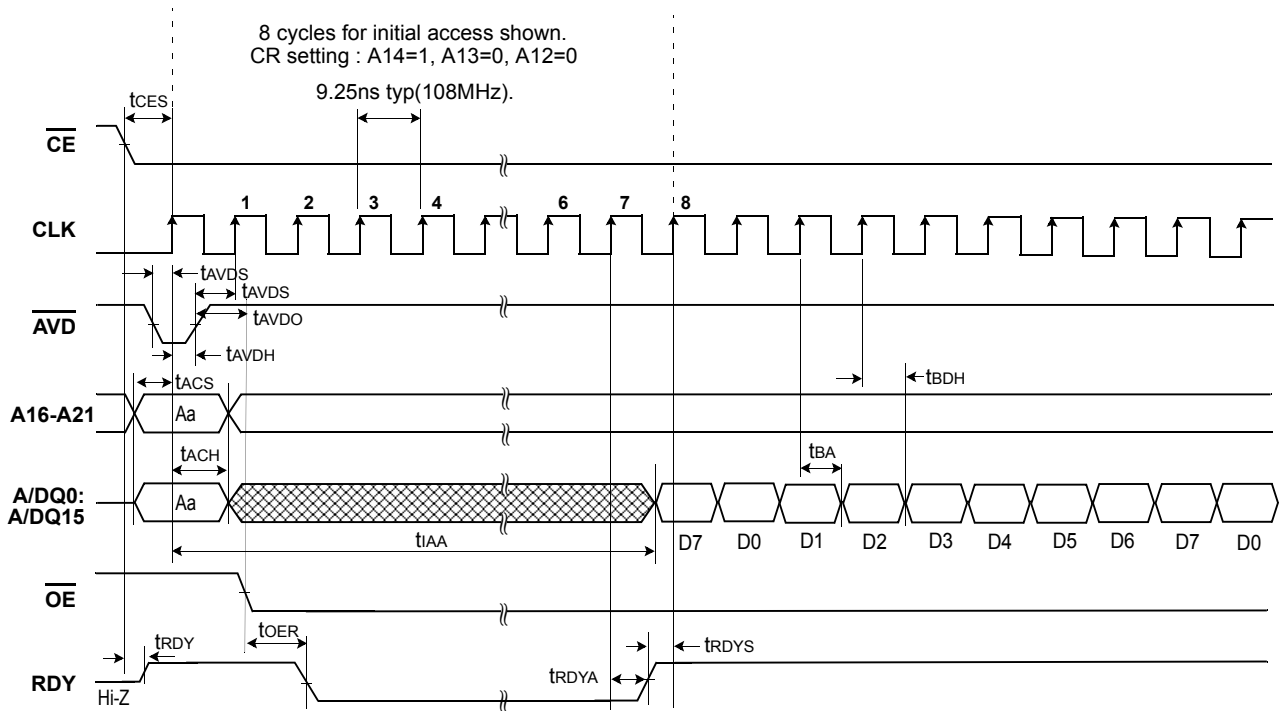 8 cycles for initial access shown.
CR setting : A14=1, A13=0, A12=0
9.25ns typ(108MHz).
tCES
CE
1 2 3 4 6 7 8
CLK
tAVDS
tAVDS
AVD
tAVDO
tAVDH
tACS
tBDH
A16-A21
Aa
tACH
tBA
A/DQ0:
A/DQ15
Aa
tIAA
D7 D0 D1 D2 D3 D4 D5 D6 D7 D0
OE
tOER
tRDY
tRDYS
tRDYA
RDY
Hi-Z